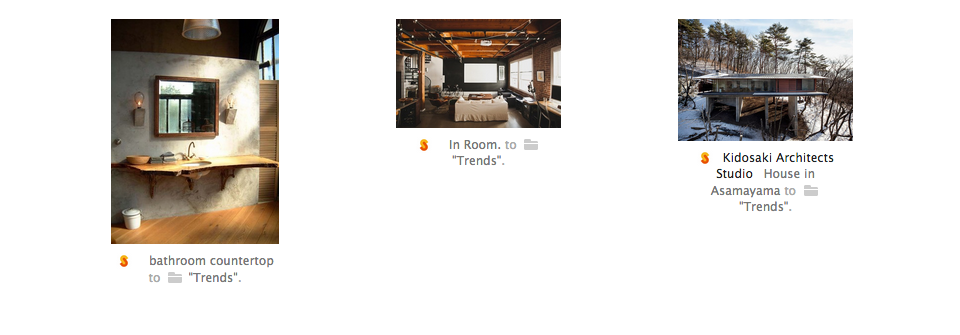 bathroom countertop
to "Trends".
In Room. to
"Trends".
Kidosaki Architects
Studio House in
Asamayama to
"Trends".